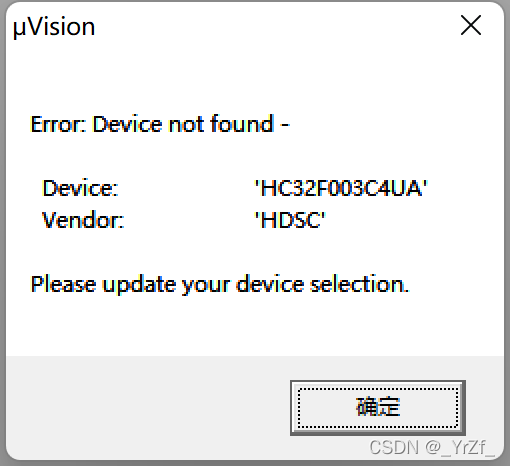 µVision
Error: Device not found -
Device: 'HC32F003C4UA'
Vendor: 'HDSC'
Please update your device selection.
确定
CSDN @_YrZf_